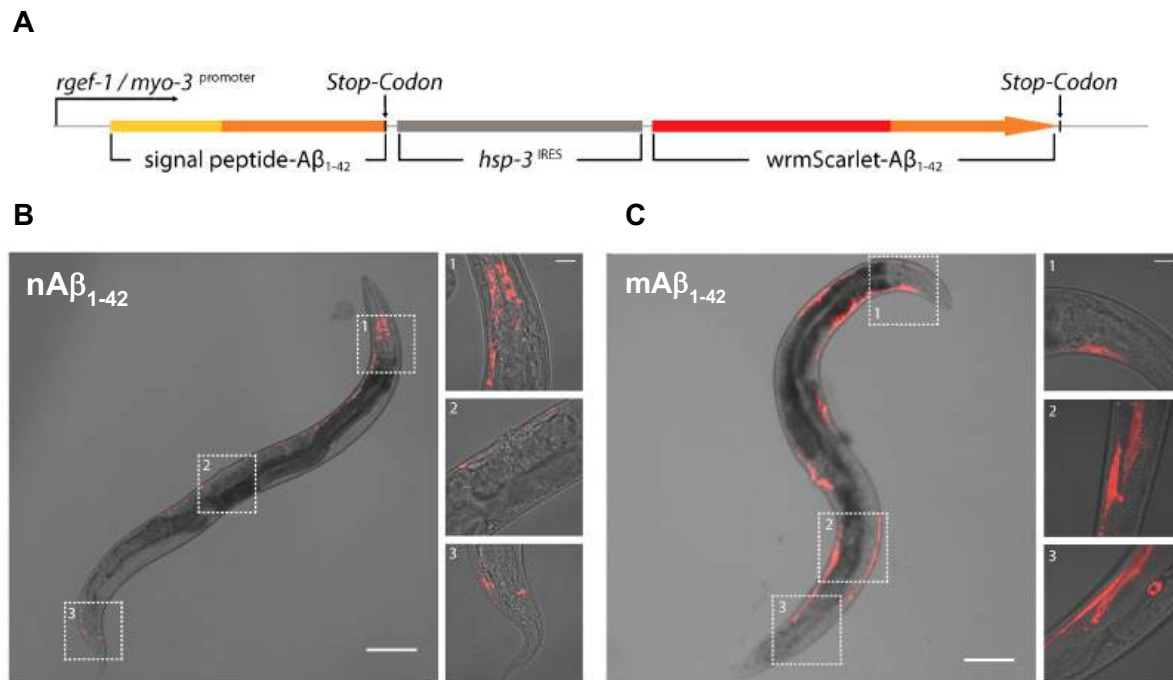 A
rgef-1 / myo-3 promoter
Stop-Codon
Stop-Codon
signal peptide-Aβ1-42
hsp-3 IRES
wrmScarlet-Aβ1-42
B
C
nAβ1-42
1
2
3
1
2
3
mAβ1-42
1
2
3
1
2
3